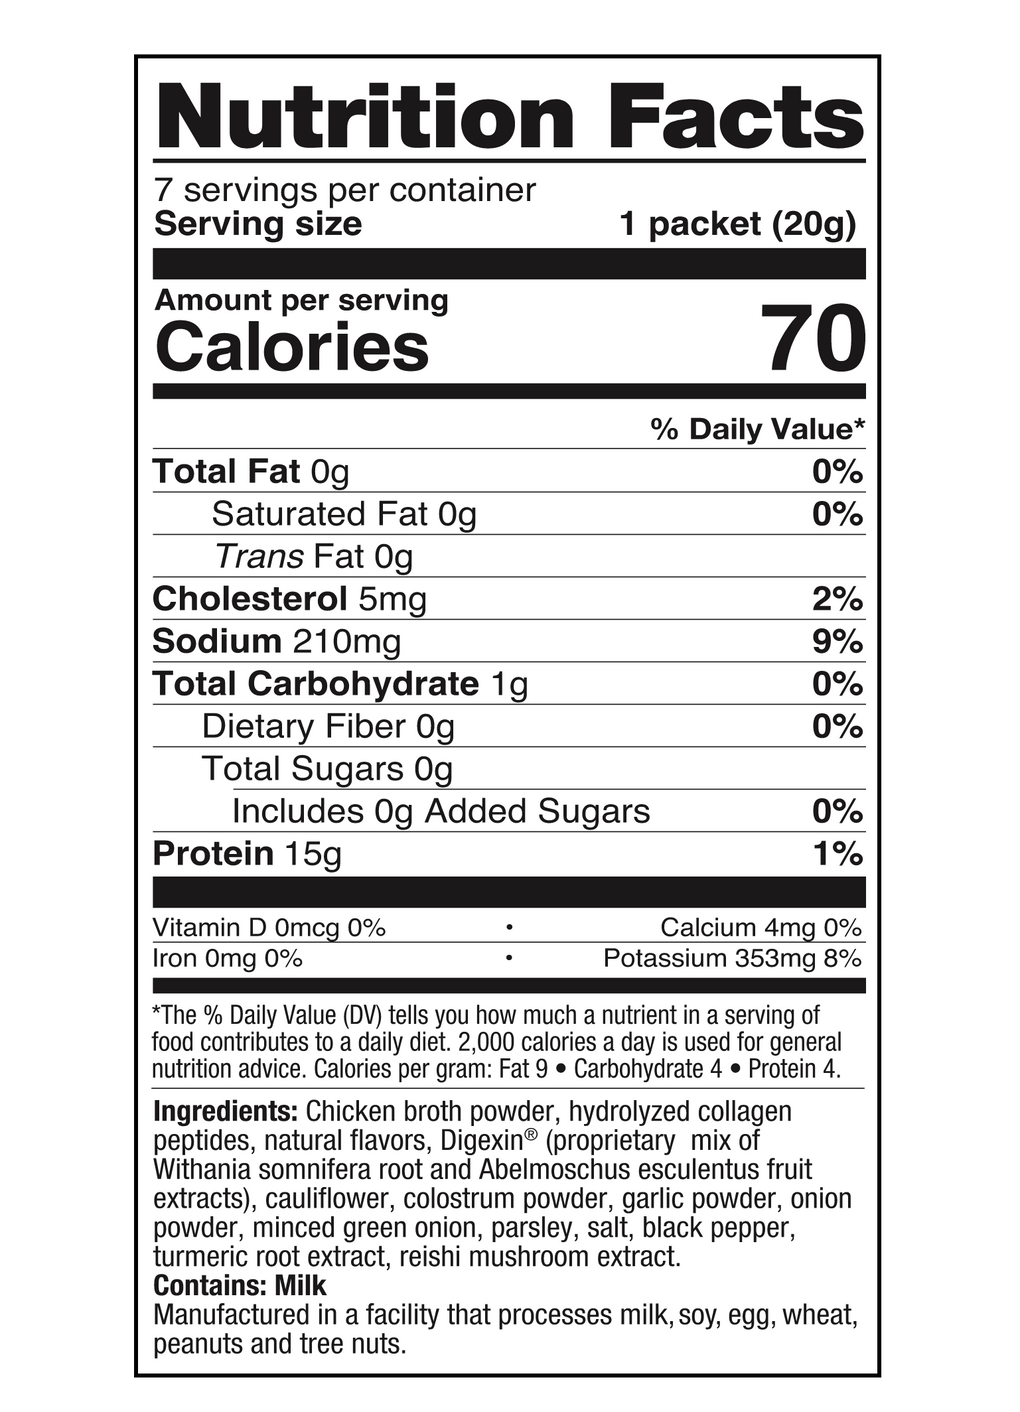 Nutrition Facts
7 servings per container
Serving size 1 packet (20g)
Amount per serving
Calories 70
% Daily Value*
Total Fat 0g 0%
Saturated Fat 0g 0%
Trans Fat 0g
Cholesterol 5mg 2%
Sodium 210mg 9%
Total Carbohydrate 1g 0%
Dietary Fiber 0g 0%
Total Sugars 0g
Includes 0g Added Sugars 0%
Protein 15g 1%
Vitamin D 0mcg 0% • Calcium 4mg 0%
Iron 0mg 0% • Potassium 353mg 8%
*The % Daily Value (DV) tells you how much a nutrient in a serving of
food contributes to a daily diet. 2,000 calories a day is used for general
nutrition advice. Calories per gram: Fat 9 • Carbohydrate 4 • Protein 4.
Ingredients: Chicken broth powder, hydrolyzed collagen
peptides, natural flavors, Digexin® (proprietary mix of
Withania somnifera root and Abelmoschus esculentus fruit
extracts), cauliflower, colostrum powder, garlic powder, onion
powder, minced green onion, parsley, salt, black pepper,
turmeric root extract, reishi mushroom extract.
Contains: Milk
Manufactured in a facility that processes milk, soy, egg, wheat,
peanuts and tree nuts.